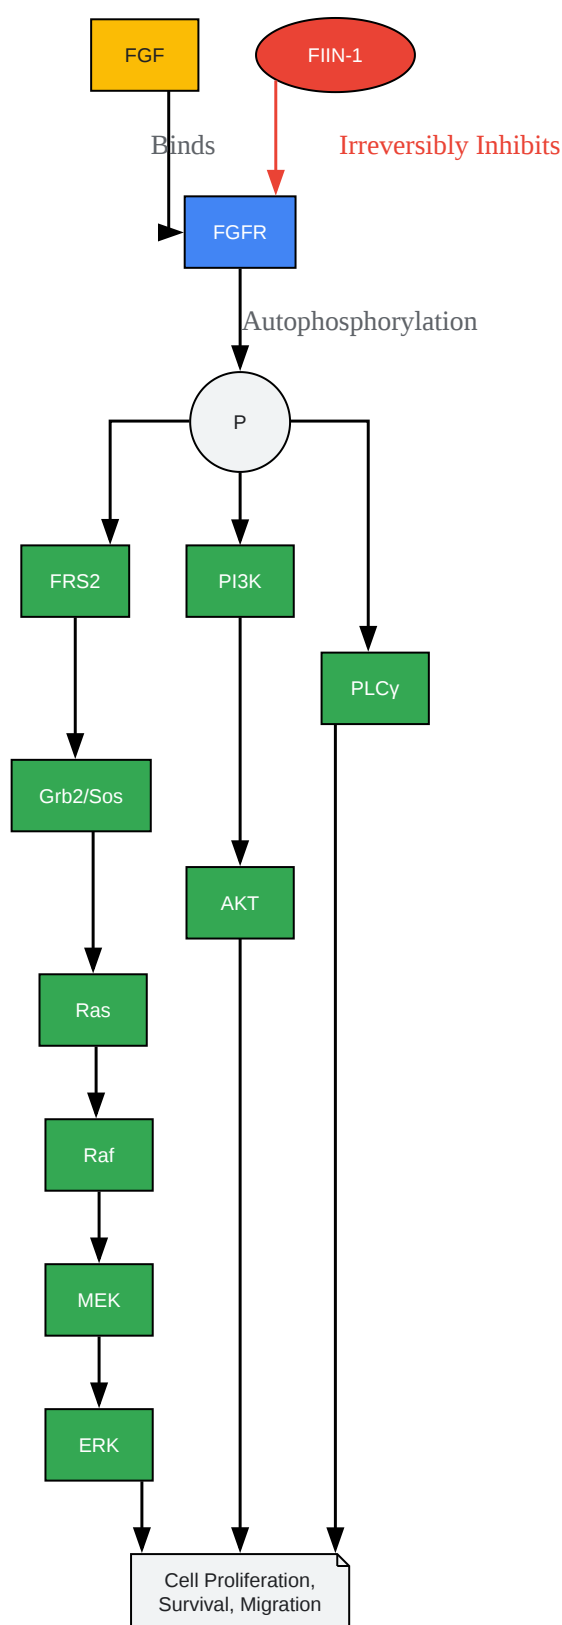 FGF
FIIN-1
Binds
Irreversibly Inhibits
FGFR
Autophosphorylation
P
FRS2
PI3K
PLCγ
Grb2/Sos
AKT
Ras
Raf
MEK
ERK
Cell Proliferation,
Survival, Migration